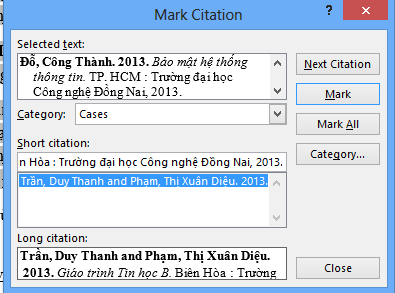 Mark Citation
? ×
Selected text:
Đỗ, Công Thành. 2013. Bảo mật hệ thống
thông tin. TP. HCM : Trường đại học
Công nghệ Đồng Nai, 2013.
Next Citation
Mark
Category: Cases
Mark All
Short citation:
n Hòa : Trường đại học Công nghệ Đồng Nai, 2013.
Category...
Trần, Duy Thanh and Phạm, Thị Xuân Diệu. 2013.
Long citation:
Trần, Duy Thanh and Phạm, Thị Xuân Diệu.
2013. Giáo trình Tin học B. Biên Hòa : Trường
Close